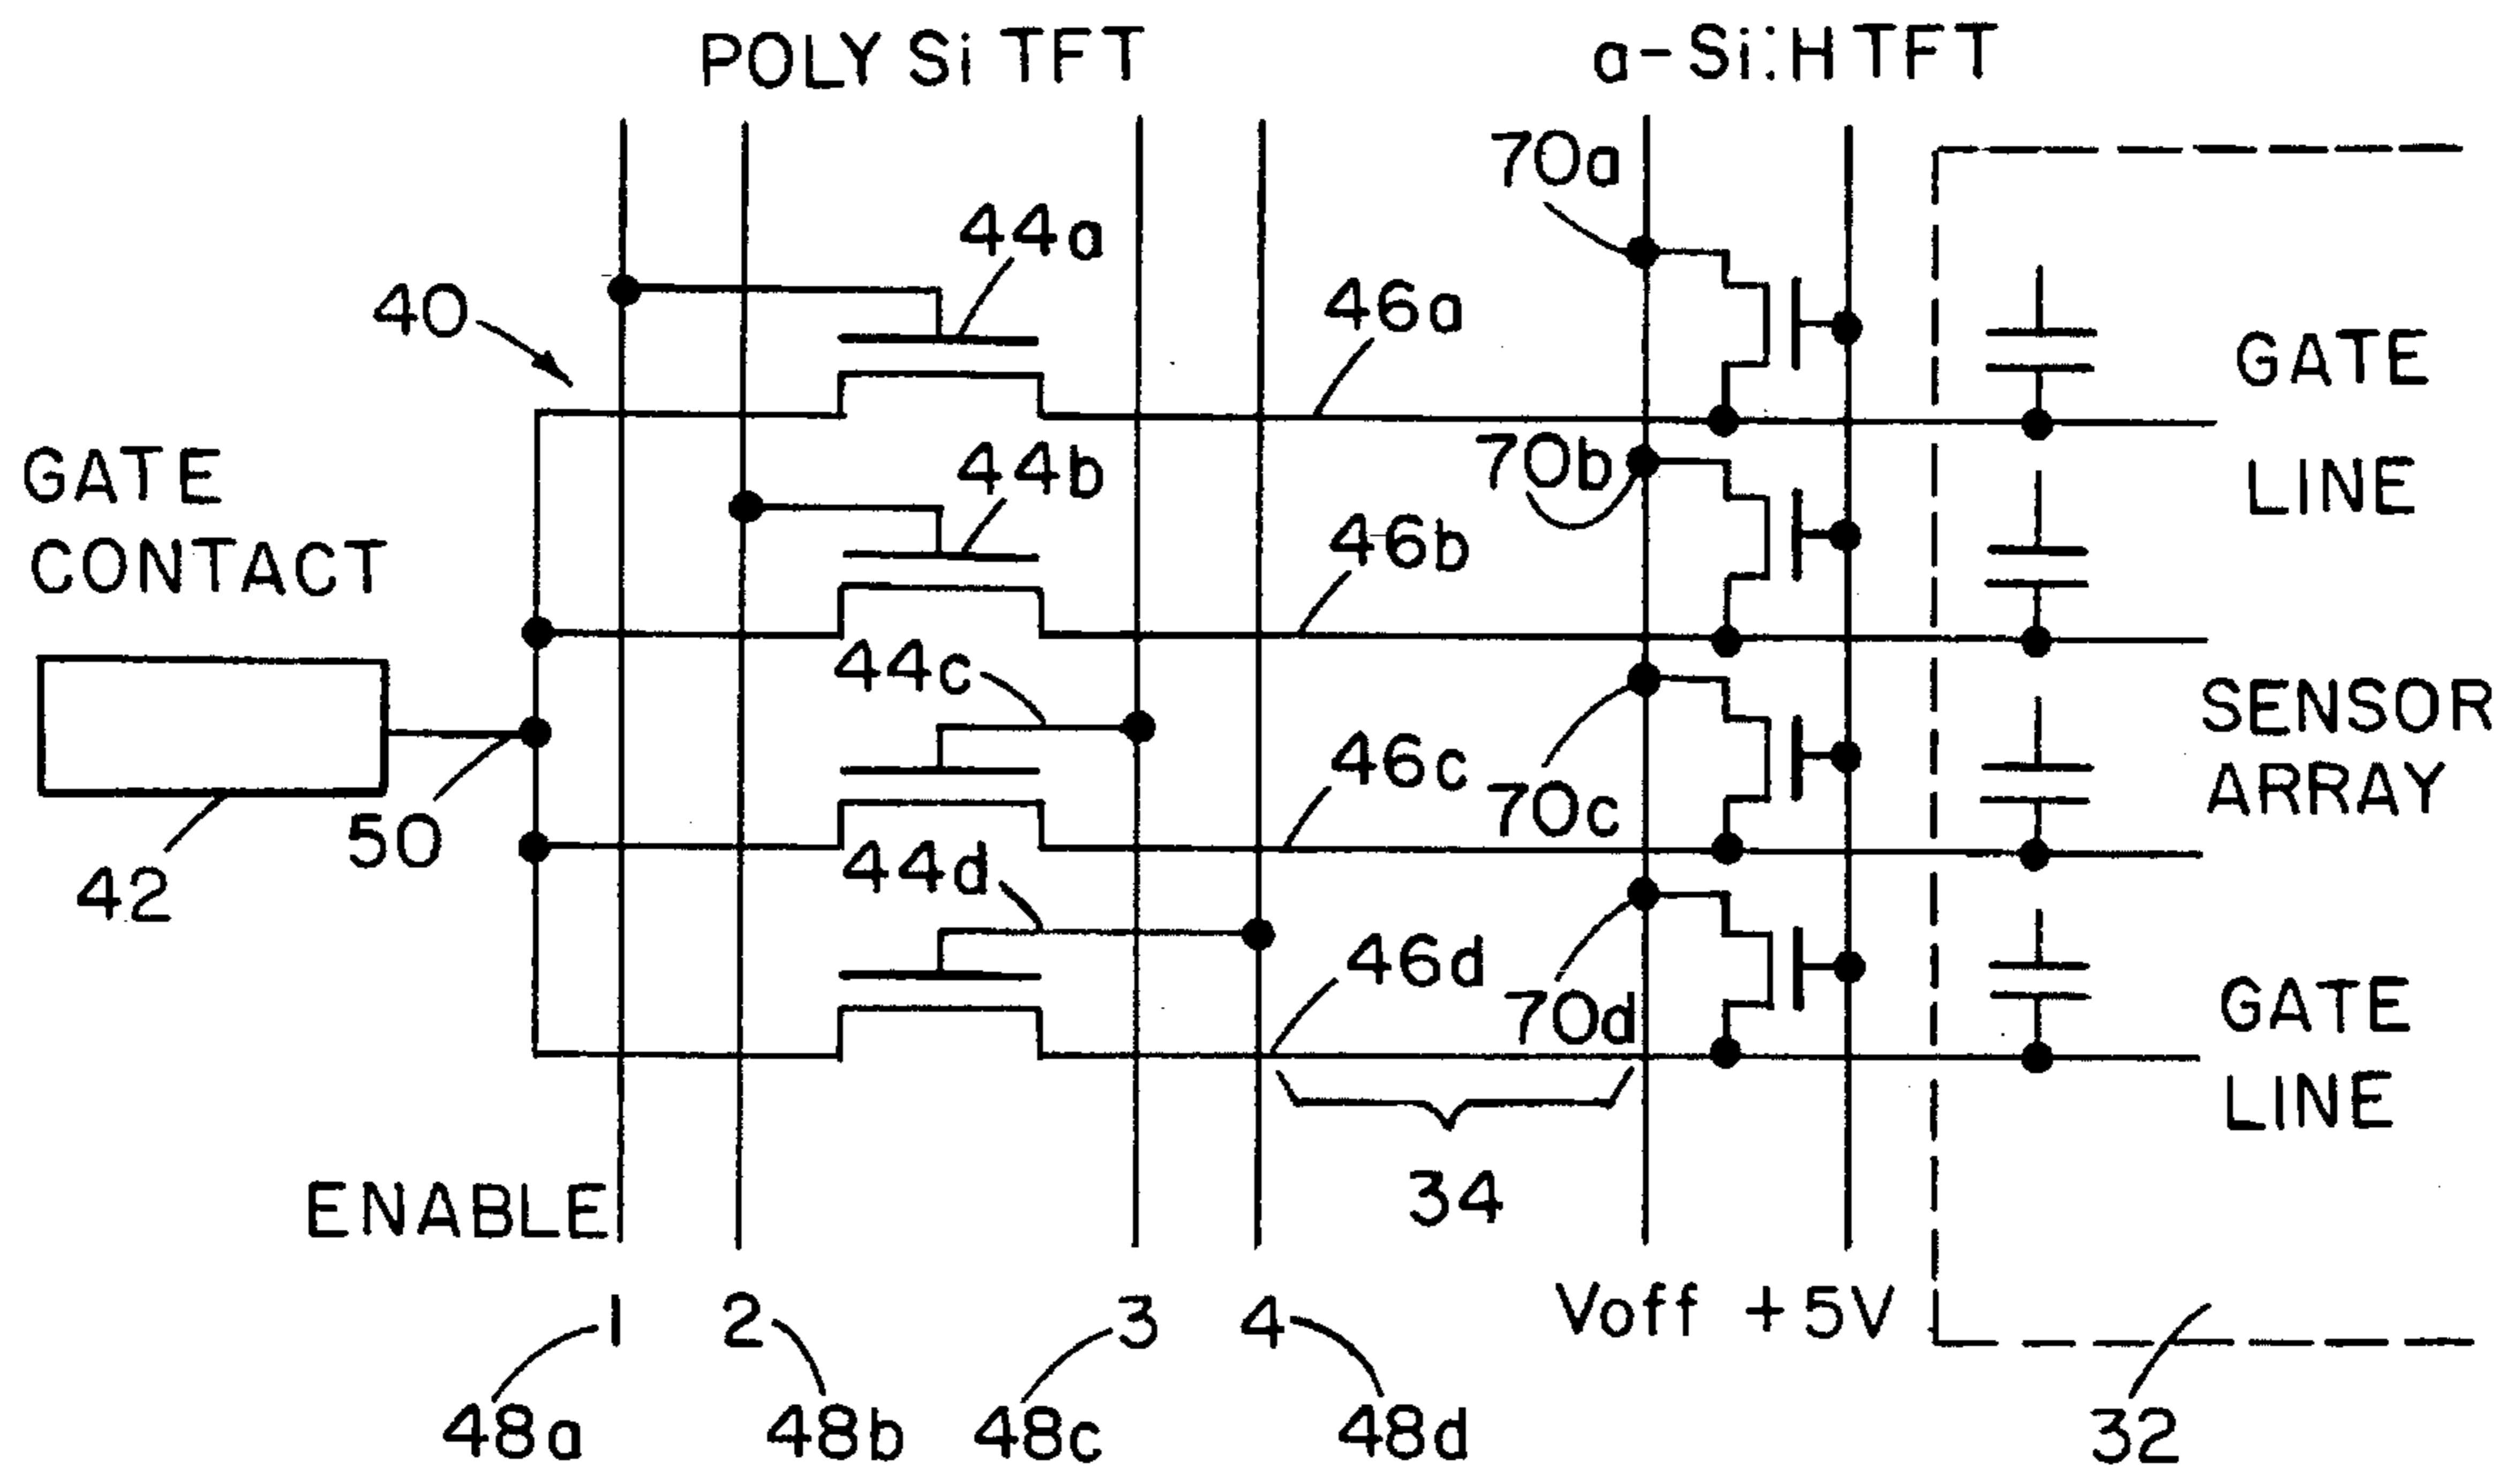 POLY Si TFT
a-Si:H TFT
70a
44a
40
46a
GATE
LINE
GATE
CONTACT
44b
70b
46b
44c
SENSOR
ARRAY
46c
70c
50
44d
42
46d
70d
GATE
LINE
34
ENABLE
1 2 3 4 Voff +5V
48a 48b 48c 48d 32